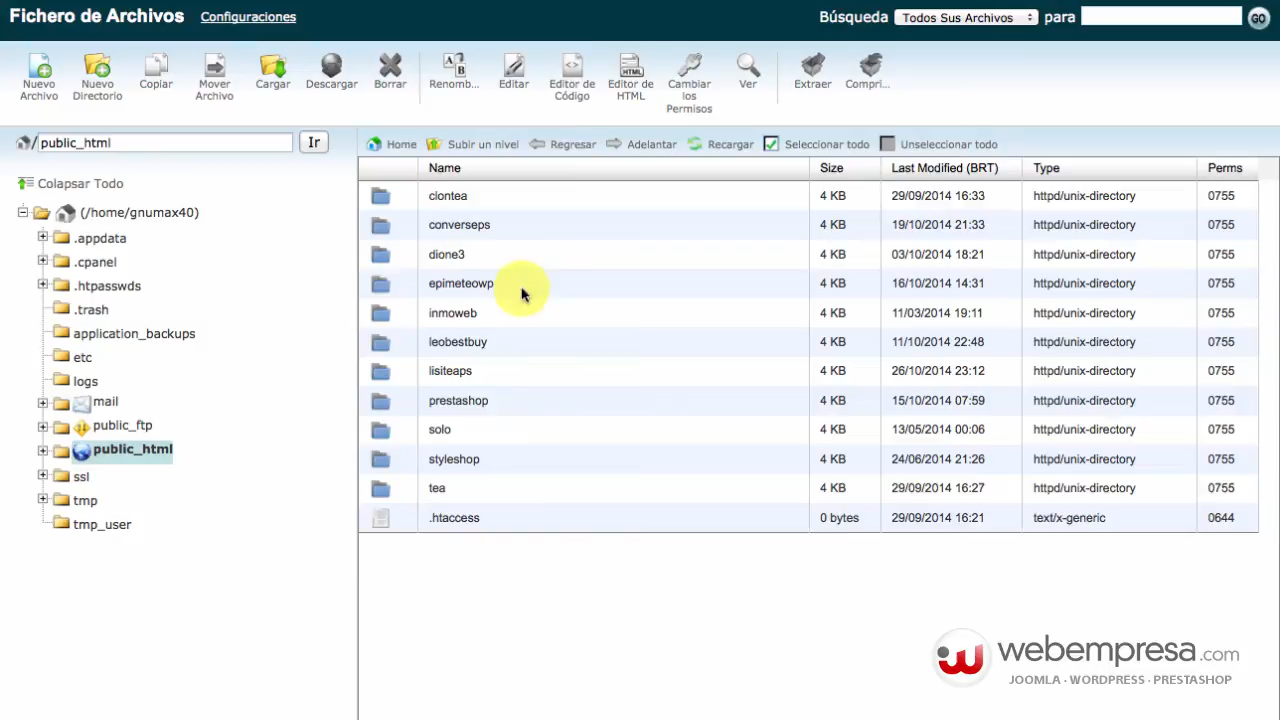 Fichero de Archivos Configuraciones Búsqueda Todos Sus Archivos para GO
Nuevo Archivo
Nuevo Directorio
Copiar
Mover Archivo
Cargar
Descargar
Borrar
Renomb...
Editar
Editor de Código
Editor de HTML
Cambiar los Permisos
Ver
Extraer
Compri...
/ public_html Ir
Home Subir un nivel Regresar Adelantar Recargar Seleccionar todo Unseleccionar todo
Colapsar Todo
(/home/gnumax40)
.appdata
.cpanel
.htpasswds
.trash
application_backups
etc
logs
mail
public_ftp
public_html
ssl
tmp
tmp_user
Name Size Last Modified (BRT) Type Perms
clontea 4 KB 29/09/2014 16:33 httpd/unix-directory 0755
converseps 4 KB 19/10/2014 21:33 httpd/unix-directory 0755
dione3 4 KB 03/10/2014 18:21 httpd/unix-directory 0755
epimeteowp 4 KB 16/10/2014 14:31 httpd/unix-directory 0755
inmoweb 4 KB 11/03/2014 19:11 httpd/unix-directory 0755
leobestbuy 4 KB 11/10/2014 22:48 httpd/unix-directory 0755
lisiteaps 4 KB 26/10/2014 23:12 httpd/unix-directory 0755
prestashop 4 KB 15/10/2014 07:59 httpd/unix-directory 0755
solo 4 KB 13/05/2014 00:06 httpd/unix-directory 0755
styleshop 4 KB 24/06/2014 21:26 httpd/unix-directory 0755
tea 4 KB 29/09/2014 16:27 httpd/unix-directory 0755
.htaccess 0 bytes 29/09/2014 16:21 text/x-generic 0644
webempresa.com
JOOMLA · WORDPRESS · PRESTASHOP